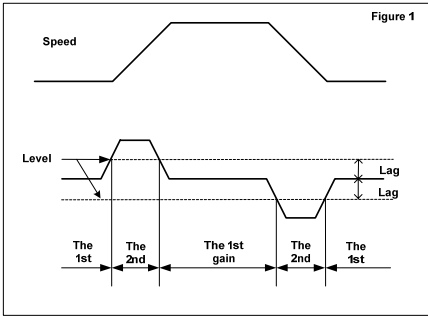 Figure 1
Speed
Level
Lag
Lag
The 1st
The 2nd
The 1st gain
The 2nd
The 1st